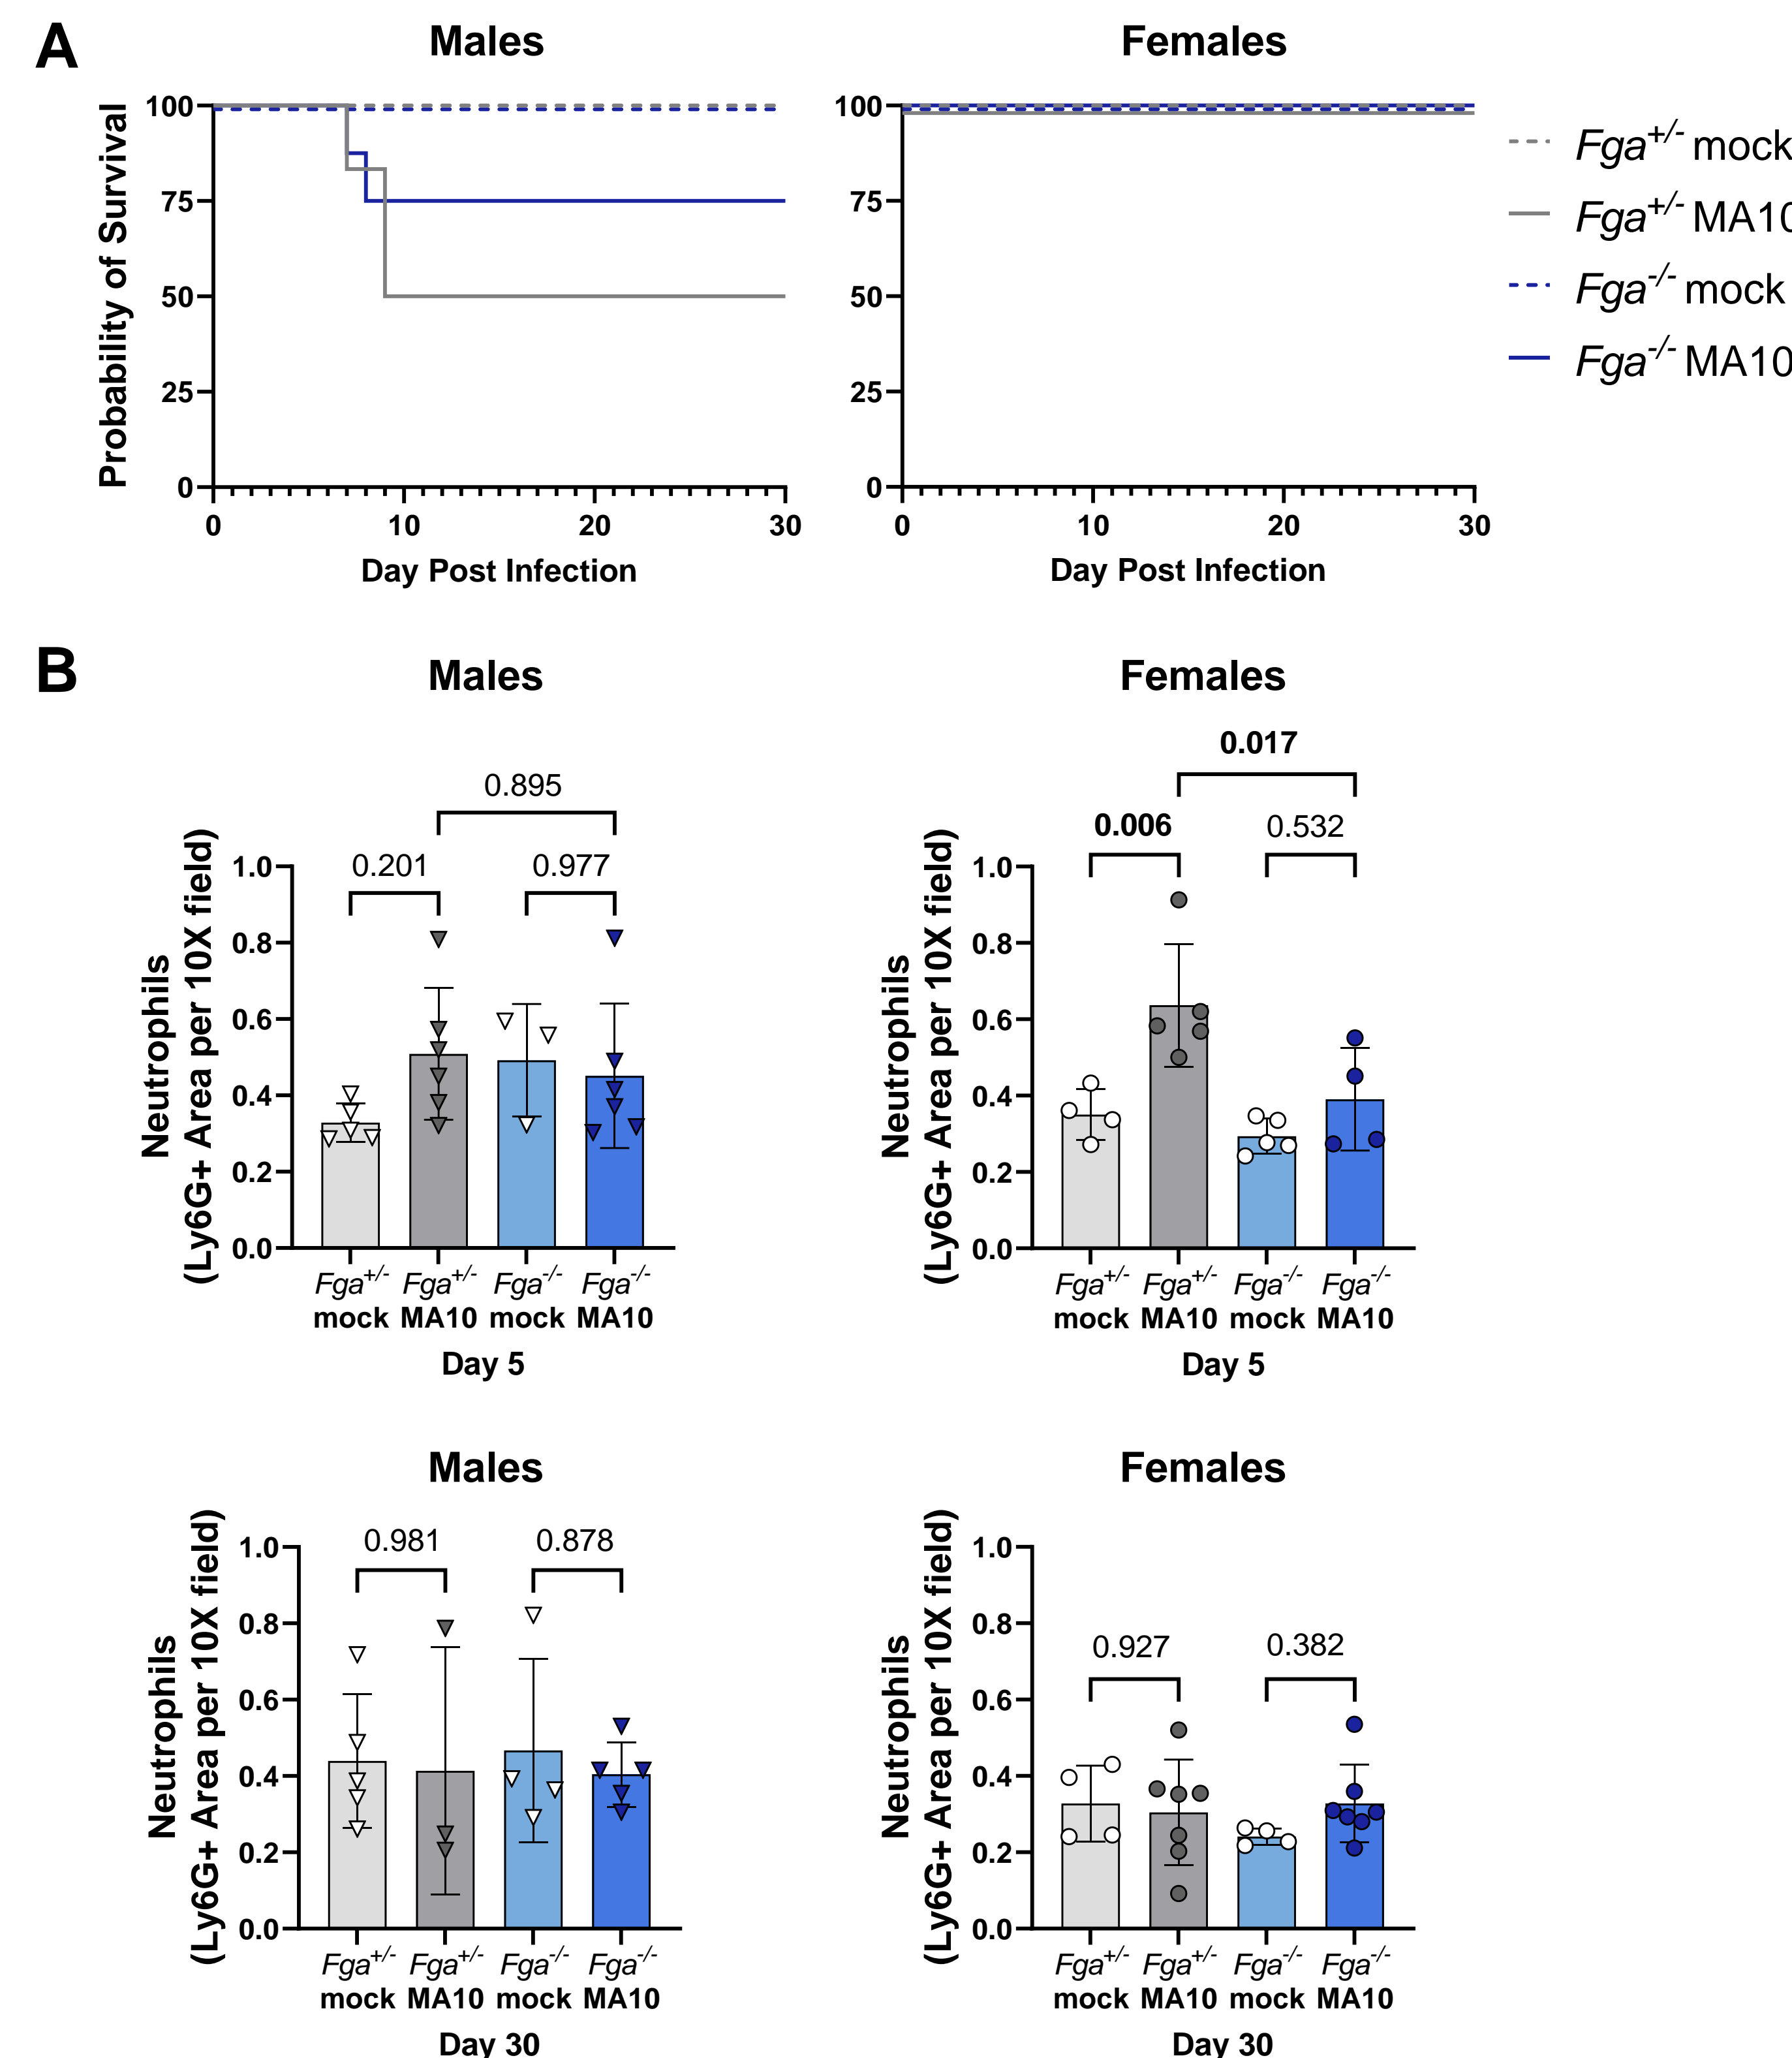 A
Males
Females
Probability of Survival
100
75
50
25
0
0 10 20 30
Day Post Infection
100
75
50
25
0
0 10 20 30
Day Post Infection
Fga+/- mock
Fga+/- MA10
Fga-/- mock
Fga-/- MA10
B
Males
Neutrophils
(Ly6G+ Area per 10X field)
0.895
0.201 0.977
1.0
0.8
0.6
0.4
0.2
0.0
Fga+/- Fga+/- Fga-/- Fga-/-
mock MA10 mock MA10
Day 5
Females
Neutrophils
(Ly6G+ Area per 10X field)
0.017
0.006 0.532
1.0
0.8
0.6
0.4
0.2
0.0
Fga+/- Fga+/- Fga-/- Fga-/-
mock MA10 mock MA10
Day 5
Males
Neutrophils
(Ly6G+ Area per 10X field)
0.981 0.878
1.0
0.8
0.6
0.4
0.2
0.0
Fga+/- Fga+/- Fga-/- Fga-/-
mock MA10 mock MA10
Day 30
Females
Neutrophils
(Ly6G+ Area per 10X field)
0.927 0.382
1.0
0.8
0.6
0.4
0.2
0.0
Fga+/- Fga+/- Fga-/- Fga-/-
mock MA10 mock MA10
Day 30